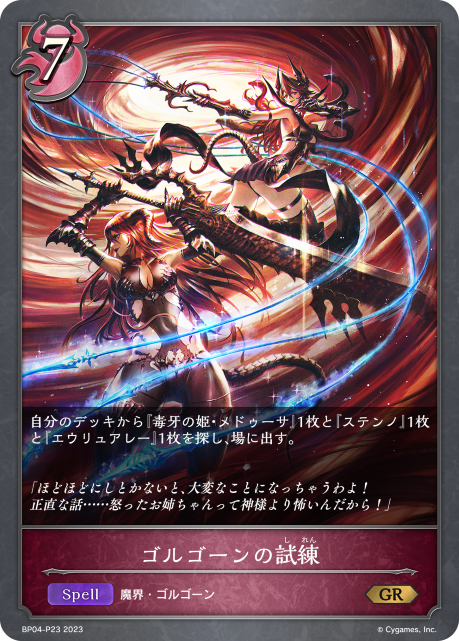 7
自分のデッキから『毒牙の姫・メドゥーサ』1枚と『ステンノ』1枚
と『エウリュアレー』1枚を探し、場に出す。
「ほどほどにしとかないと、大変なことになっちゃうわよ！
正直な話……怒ったお姉ちゃんって神様より怖いんだから！」
しれん
ゴルゴーンの試練
Spell 魔界・ゴルゴーン GR
BP04-P23 2023 © Cygames, Inc.